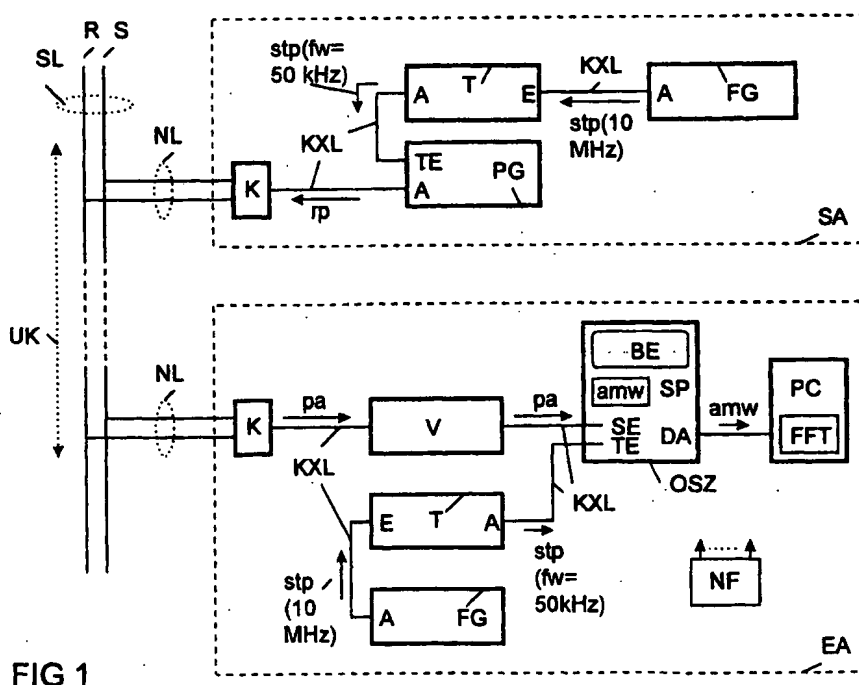 R S
SL
NL
UK
stp(fw=
50 kHz)
A T E
KXL
A FG
stp(10
MHz)
KXL
TE
A PG
K
rp
SA
NL
K
pa
V
pa
KXL
BE
amw SP
SE
TE DA
OSZ
amw
PC
FFT
KXL
E T A
stp
(fw=
50kHz)
stp
(10
MHz)
A FG
NF
EA
FIG 1